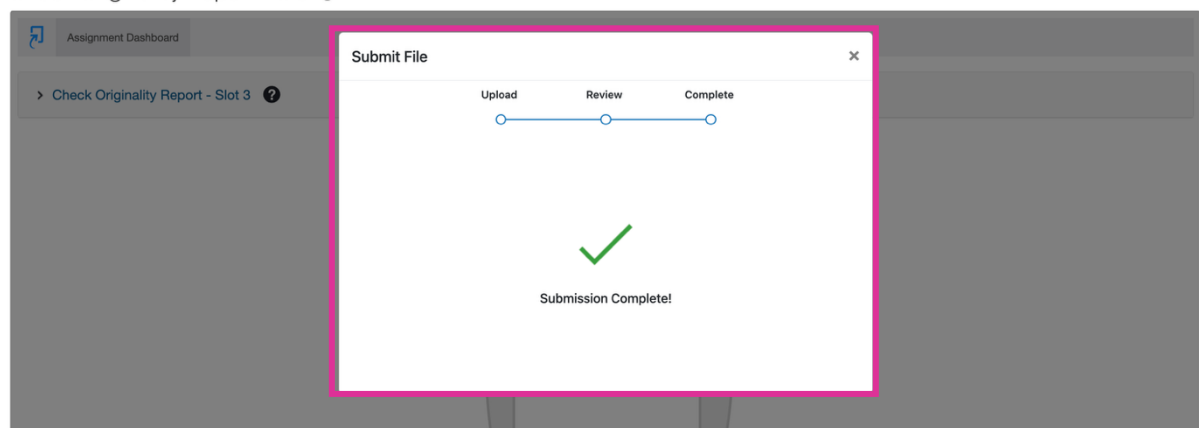 Assignment Dashboard
Submit File ×
Check Originality Report - Slot 3 ?
Upload Review Complete
Submission Complete!